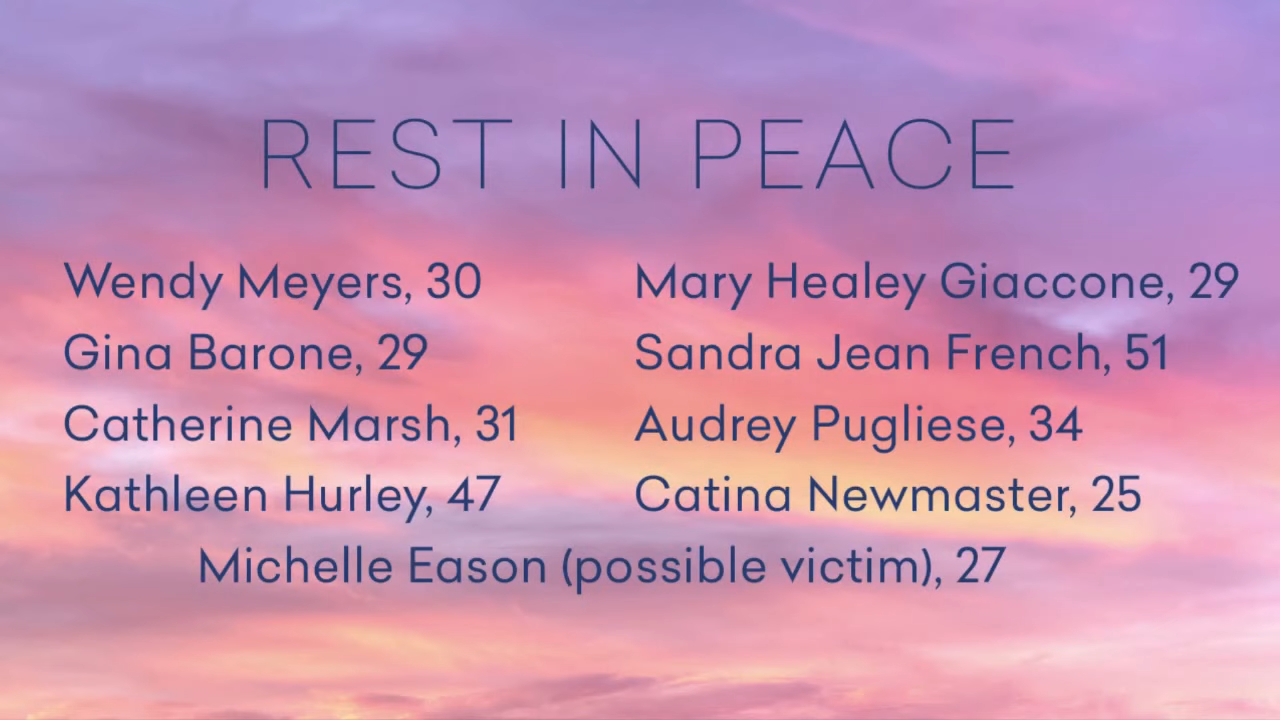 REST IN PEACE
Wendy Meyers, 30
Gina Barone, 29
Catherine Marsh, 31
Kathleen Hurley, 47
Mary Healey Giaccone, 29
Sandra Jean French, 51
Audrey Pugliese, 34
Catina Newmaster, 25
Michelle Eason (possible victim), 27